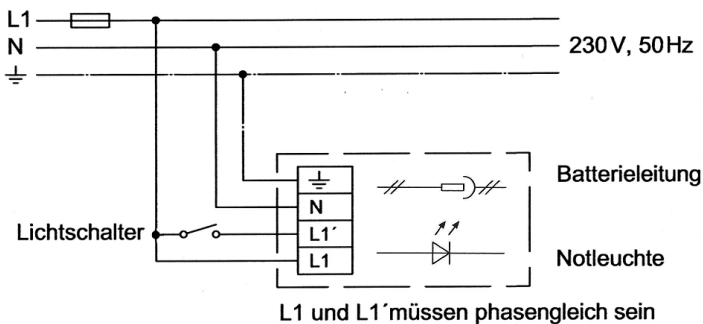 L1
N
230V, 50Hz
Batterieleitung
N
Lichtschalter
L1´
L1
Notleuchte
L1 und L1´müssen phasengleich sein